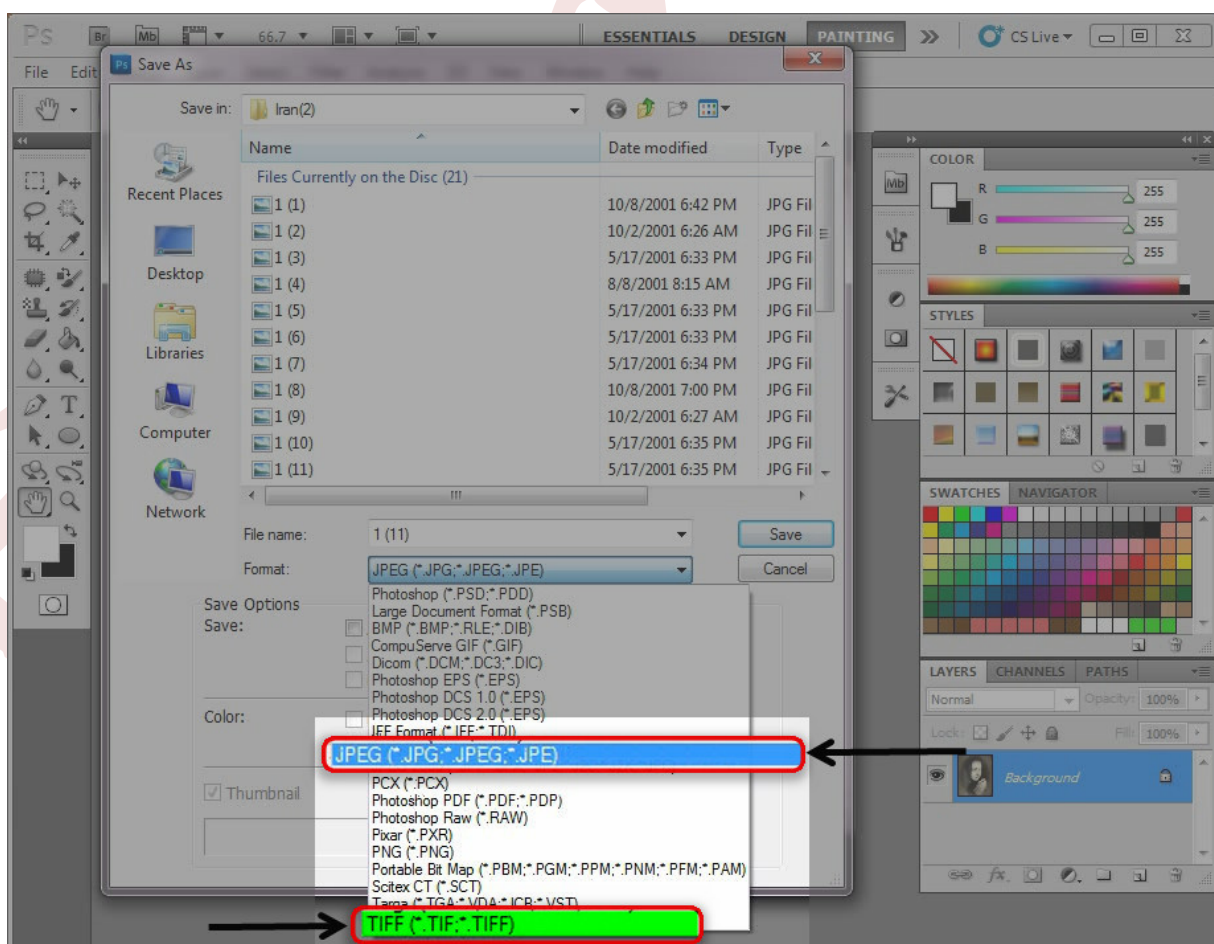 Ps Br Mb 66.7 ESSENTIALS DESIGN PAINTING CS Live
File Edit
Ps Save As
Save in: Iran(2)
Name Date modified Type
Files Currently on the Disc (21)
1 (1) 10/8/2001 6:42 PM JPG Fil
1 (2) 10/2/2001 6:26 AM JPG Fil
1 (3) 5/17/2001 6:33 PM JPG Fil
1 (4) 8/8/2001 8:15 AM JPG Fil
1 (5) 5/17/2001 6:33 PM JPG Fil
1 (6) 5/17/2001 6:33 PM JPG Fil
1 (7) 5/17/2001 6:34 PM JPG Fil
1 (8) 10/8/2001 7:00 PM JPG Fil
1 (9) 10/2/2001 6:27 AM JPG Fil
1 (10) 5/17/2001 6:35 PM JPG Fil
1 (11) 5/17/2001 6:35 PM JPG Fil
Recent Places
Desktop
Libraries
Computer
Network
File name: 1 (11) Save
Format: JPEG (*.JPG;*.JPEG;*.JPE) Cancel
Save Options
Save:
Color:
Thumbnail
Photoshop (*.PSD;*.PDD)
Large Document Format (*.PSB)
BMP (*.BMP;*.RLE;*.DIB)
CompuServe GIF (*.GIF)
Dicom (*.DCM;*.DC3;*.DIC)
Photoshop EPS (*.EPS)
Photoshop DCS 1.0 (*.EPS)
Photoshop DCS 2.0 (*.EPS)
IFF Format (*.IFF;*.TDI)
JPEG (*.JPG;*.JPEG;*.JPE)
PCX (*.PCX)
Photoshop PDF (*.PDF;*.PDP)
Photoshop Raw (*.RAW)
Pixar (*.PXR)
PNG (*.PNG)
Portable Bit Map (*.PBM;*.PGM;*.PPM;*.PNM;*.PFM;*.PAM)
Scitex CT (*.SCT)
Targa (*.TGA;*.VDA;*.ICB;*.VST)
TIFF (*.TIF;*.TIFF)
Mb
COLOR
R 255
G 255
B 255
STYLES
SWATCHES NAVIGATOR
LAYERS CHANNELS PATHS
Normal Opacity: 100%
Lock: Fill: 100%
Background